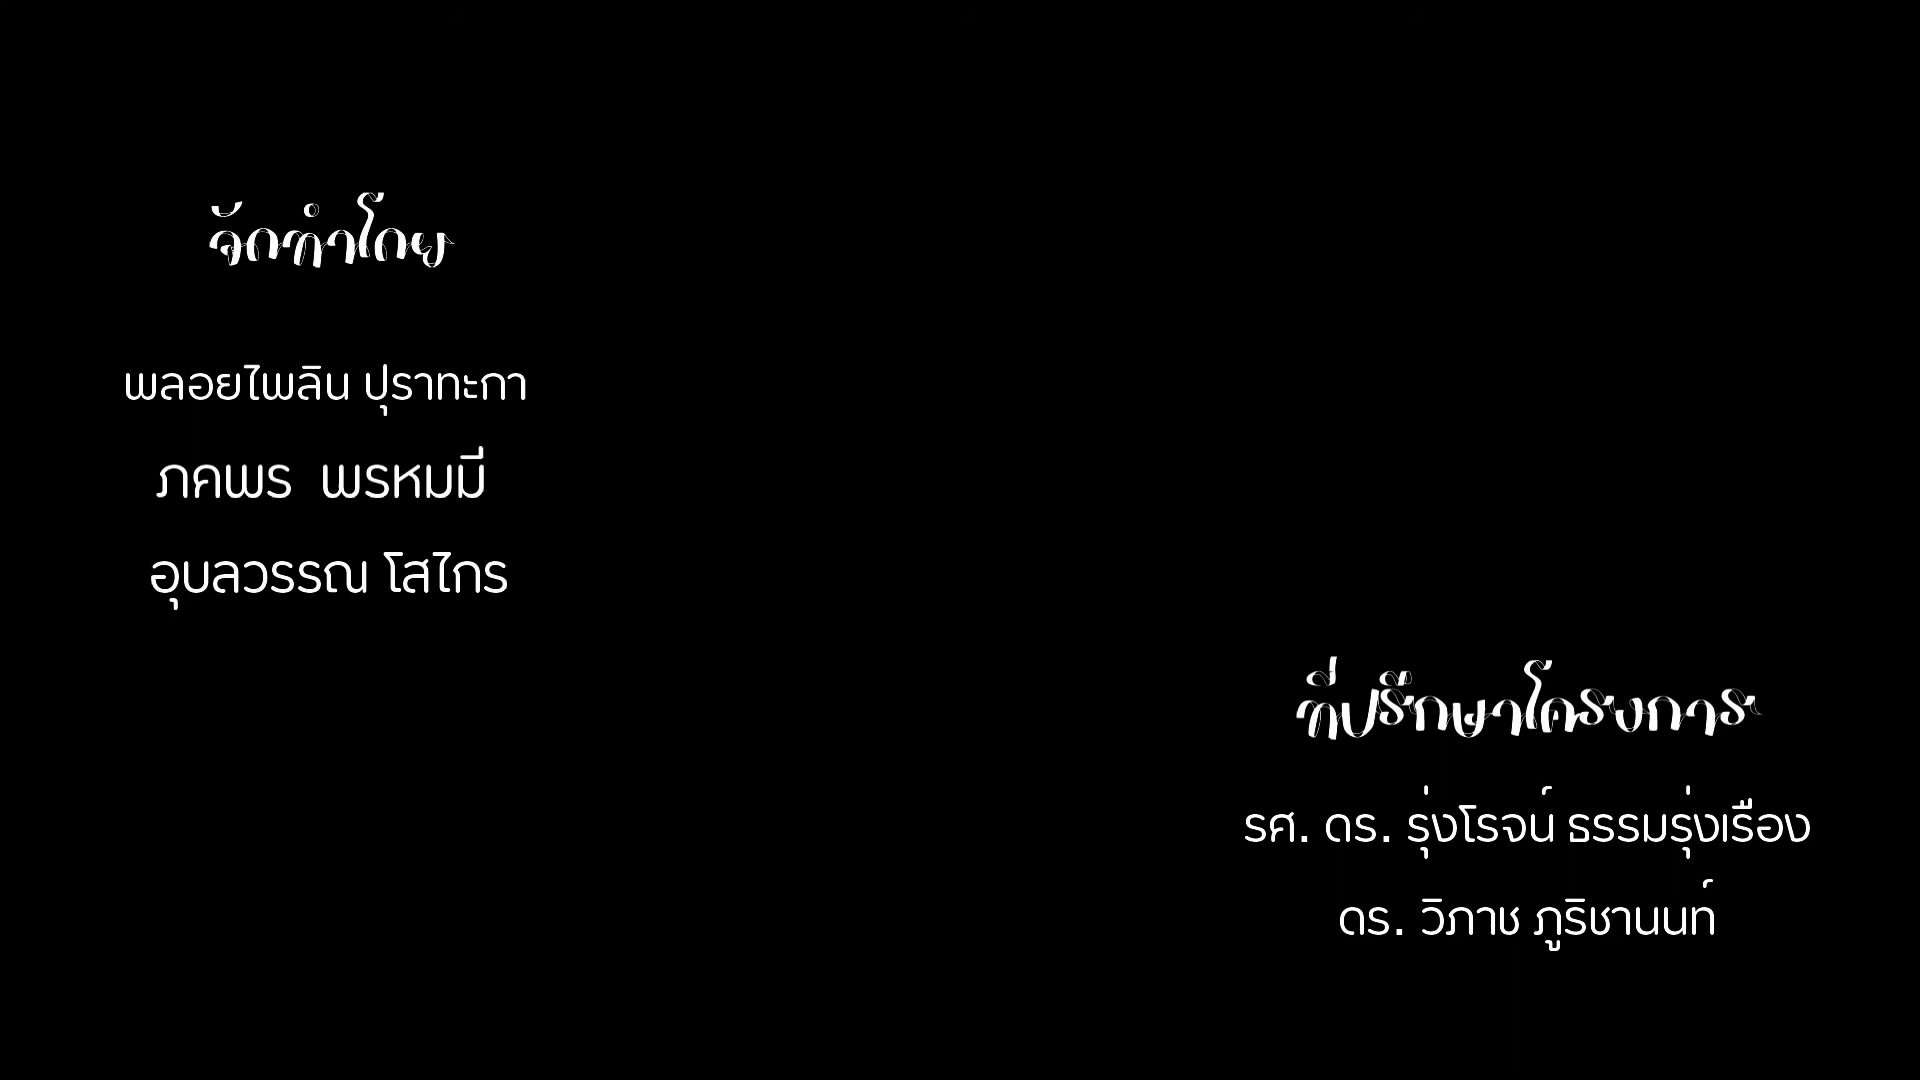 จัดทำโดย
พลอยไพลิน ปุราทะกา
ภคพร พรหมมี
อุบลวรรณ โสไกร
ที่ปรึกษาโครงการ
รศ. ดร. รุ่งโรจน์ ธรรมรุ่งเรือง
ดร. วิภาช ภูริชานนท์